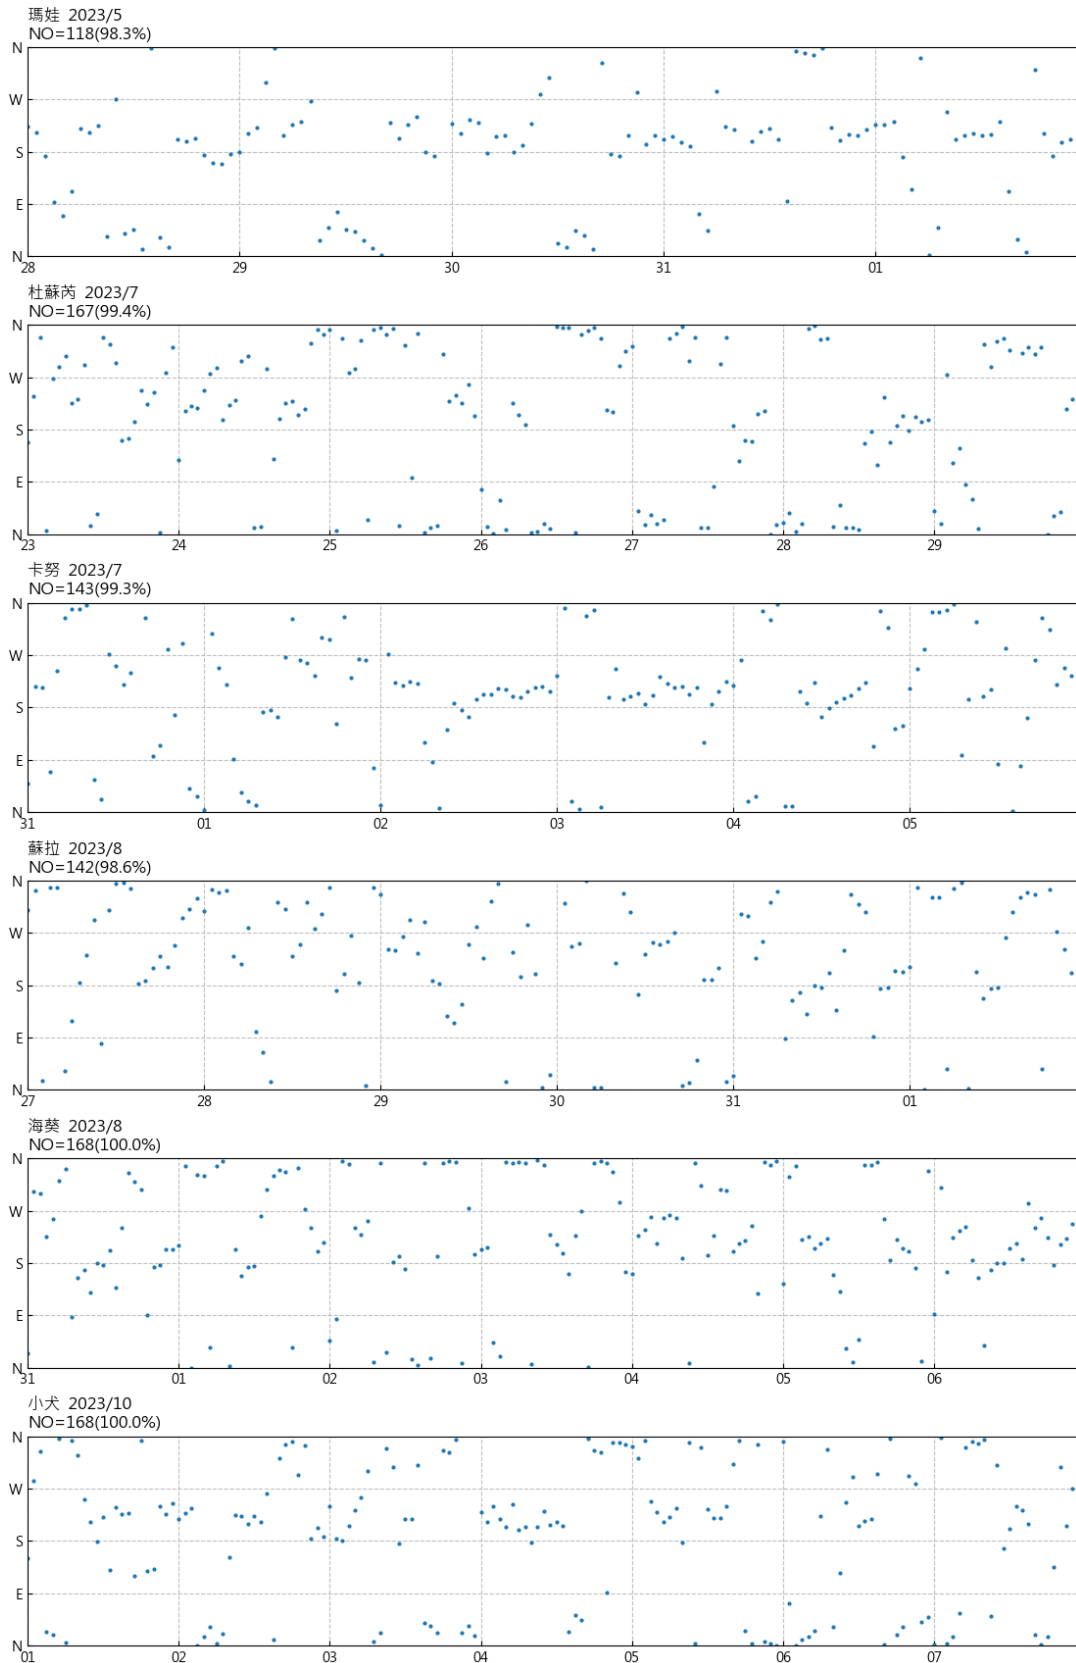 瑪娃 2023/5
NO=118(98.3%)
N
W
S
E
N
28 29 30 31 01
杜蘇芮 2023/7
NO=167(99.4%)
N
W
S
E
N
23 24 25 26 27 28 29
卡努 2023/7
NO=143(99.3%)
N
W
S
E
N
31 01 02 03 04 05
蘇拉 2023/8
NO=142(98.6%)
N
W
S
E
N
27 28 29 30 31 01
海葵 2023/8
NO=168(100.0%)
N
W
S
E
N
31 01 02 03 04 05 06
小犬 2023/10
NO=168(100.0%)
N
W
S
E
N
01 02 03 04 05 06 07